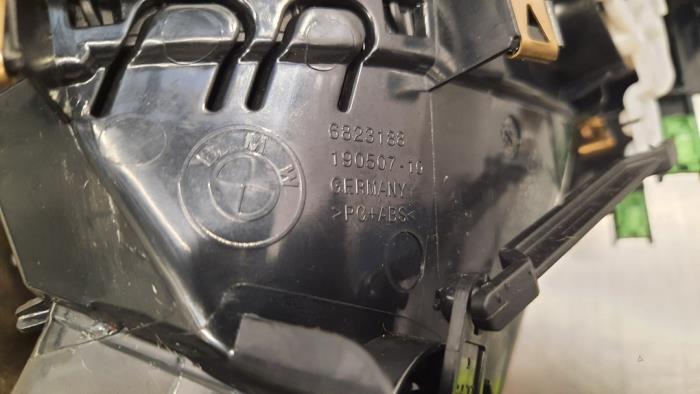 BMW
6823188
190507-10
GERMANY
>PC+ABS<